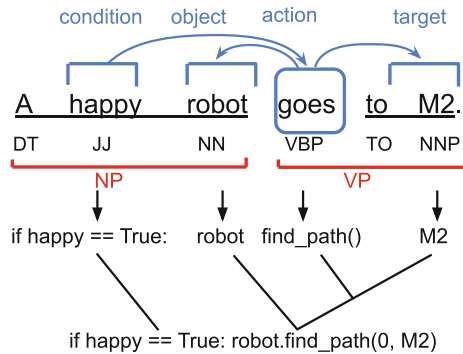 condition object action target
A happy robot goes to M2.
DT JJ NN VBP TO NNP
NP VP
if happy == True: robot find_path() M2
if happy == True: robot.find_path(0, M2)